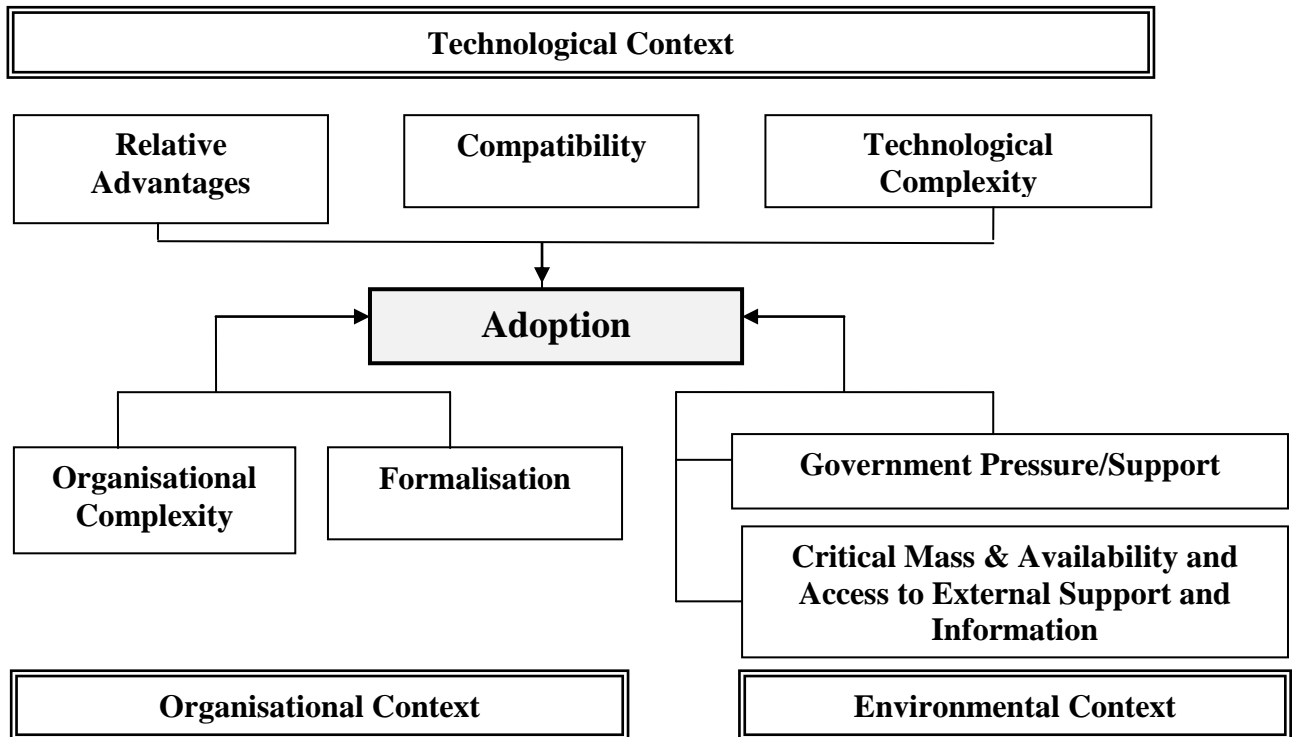 Technological Context
Relative
Advantages
Compatibility
Technological
Complexity
Adoption
Organisational
Complexity
Formalisation
Government Pressure/Support
Critical Mass & Availability and
Access to External Support and
Information
Organisational Context
Environmental Context